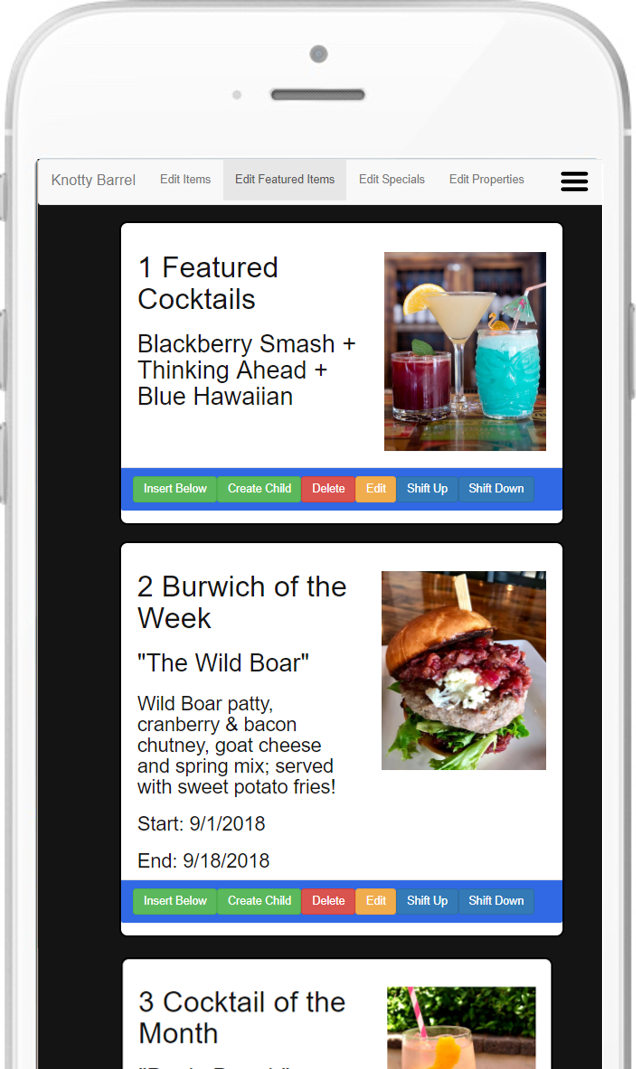 Knotty Barrel Edit Items Edit Featured Items Edit Specials Edit Properties
1 Featured
Cocktails
Blackberry Smash +
Thinking Ahead +
Blue Hawaiian
Insert Below Create Child Delete Edit Shift Up Shift Down
2 Burwich of the
Week
"The Wild Boar"
Wild Boar patty,
cranberry & bacon
chutney, goat cheese
and spring mix; served
with sweet potato fries!
Start: 9/1/2018
End: 9/18/2018
Insert Below Create Child Delete Edit Shift Up Shift Down
3 Cocktail of the
Month